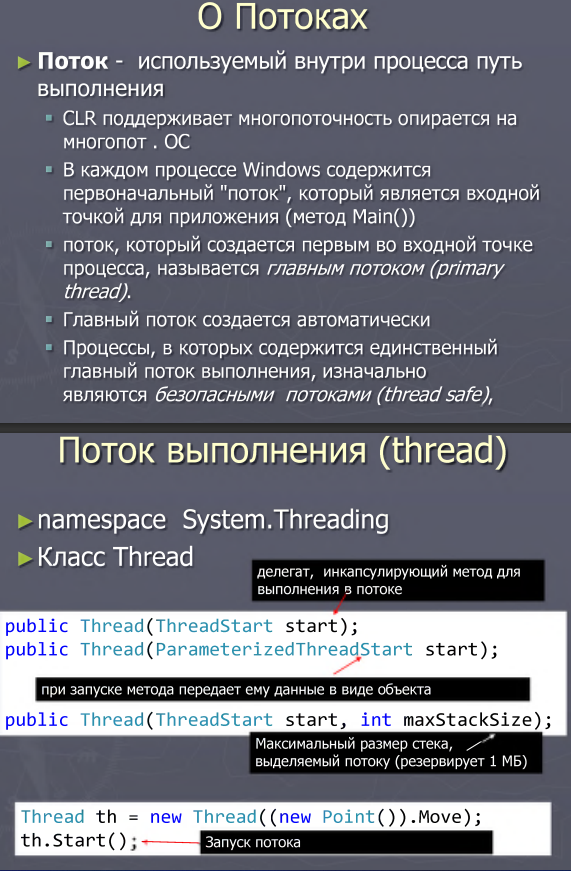 О Потоках
► Поток - используемый внутри процесса путь
выполнения
▪ CLR поддерживает многопоточность опирается на
многопот . ОС
▪ В каждом процессе Windows содержится
первоначальный "поток", который является входной
точкой для приложения (метод Main())
▪ поток, который создается первым во входной точке
процесса, называется главным потоком (primary
thread).
▪ Главный поток создается автоматически
▪ Процессы, в которых содержится единственный
главный поток выполнения, изначально
являются безопасными потоками (thread safe),
Поток выполнения (thread)
► namespace System.Threading
► Класс Thread
делегат, инкапсулирующий метод для
выполнения в потоке
public Thread(ThreadStart start);
public Thread(ParameterizedThreadStart start);
при запуске метода передает ему данные в виде объекта
public Thread(ThreadStart start, int maxStackSize);
Максимальный размер стека,
выделяемый потоку (резервирует 1 МБ)
Thread th = new Thread((new Point()).Move);
th.Start();
Запуск потока